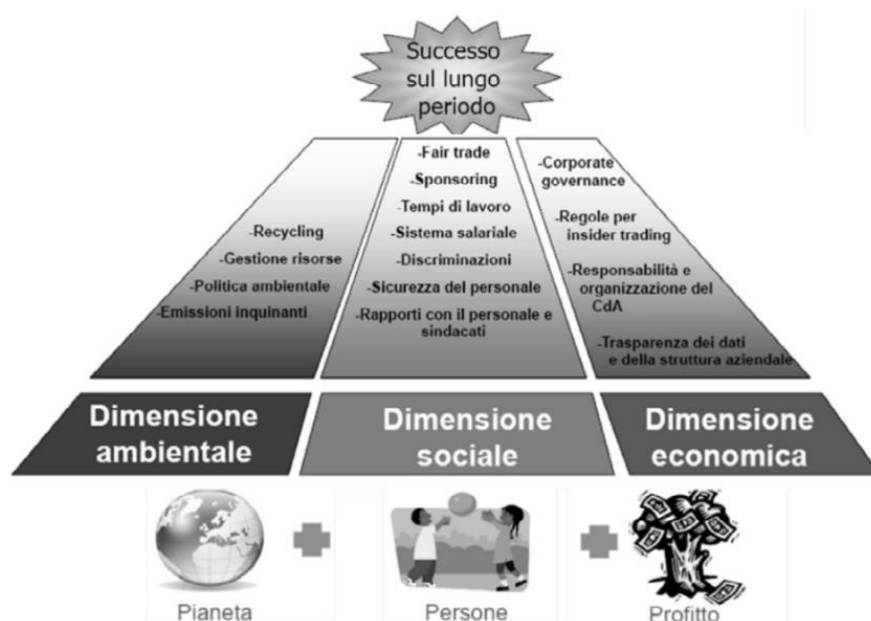 Successo
sul lungo
periodo
-Recycling
-Gestione risorse
-Politica ambientale
-Emissioni inquinanti
-Fair trade
-Sponsoring
-Tempi di lavoro
-Sistema salariale
-Discriminazioni
-Sicurezza del personale
-Rapporti con il personale e
sindacati
-Corporate
governance
-Regole per
insider trading
-Responsabilità e
organizzazione del
CdA
-Trasparenza dei dati
e della struttura aziendale
Dimensione
ambientale
Dimensione
sociale
Dimensione
economica
Pianeta
Persone
Profitto